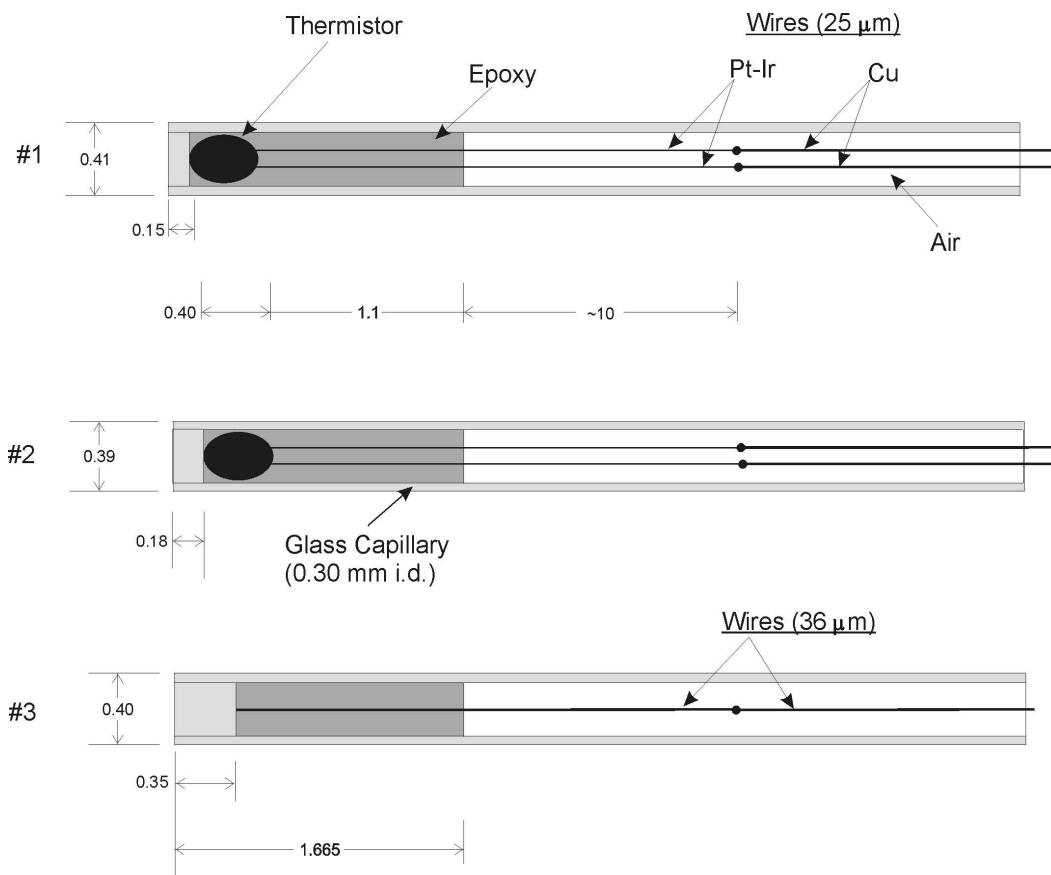 Thermistor
Wires (25 μm)
Epoxy
Pt-Ir
Cu
#1
0.41
0.15
Air
0.40
1.1
~10
#2
0.39
0.18
Glass Capillary
(0.30 mm i.d.)
Wires (36 μm)
#3
0.40
0.35
1.665